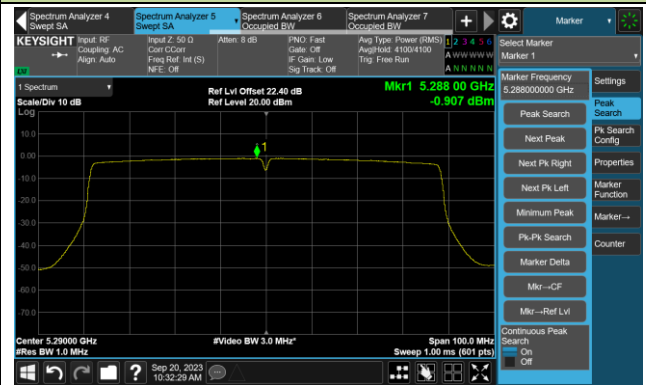 Spectrum Analyzer 4
Swept SA
Spectrum Analyzer 5
Swept SA
Spectrum Analyzer 6
Occupied BW
Spectrum Analyzer 7
Occupied BW
Marker
KEYSIGHT
Input: RF
Coupling: AC
Align: Auto
Input Z: 50 Ω
Corr CCorr
Freq Ref: Int (S)
NFE: Off
Atten: 8 dB
PNO: Fast
Gate: Off
IF Gain: Low
Sig Track: Off
Avg Type: Power (RMS)
Avg|Hold: 4100/4100
Trig: Free Run
1 2 3 4 5 6
A W W W W W
A N N N N N
LXI
Select Marker
Marker 1
1 Spectrum
Scale/Div 10 dB
Log
Ref Lvl Offset 22.40 dB
Ref Level 20.00 dBm
Mkr1 5.288 00 GHz
-0.907 dBm
10.0
0.00
-10.0
-20.0
-30.0
-40.0
-50.0
-60.0
-70.0
1
Center 5.29000 GHz
#Res BW 1.0 MHz
#Video BW 3.0 MHz*
Span 100.0 MHz
Sweep 1.00 ms (601 pts)
Marker Frequency
5.288000000 GHz
Peak Search
Next Peak
Next Pk Right
Next Pk Left
Minimum Peak
Pk-Pk Search
Marker Delta
Mkr→CF
Mkr→Ref Lvl
Continuous Peak
Search
On
Off
Settings
Peak
Search
Pk Search
Config
Properties
Marker
Function
Marker→
Counter
Sep 20, 2023
10:32:29 AM